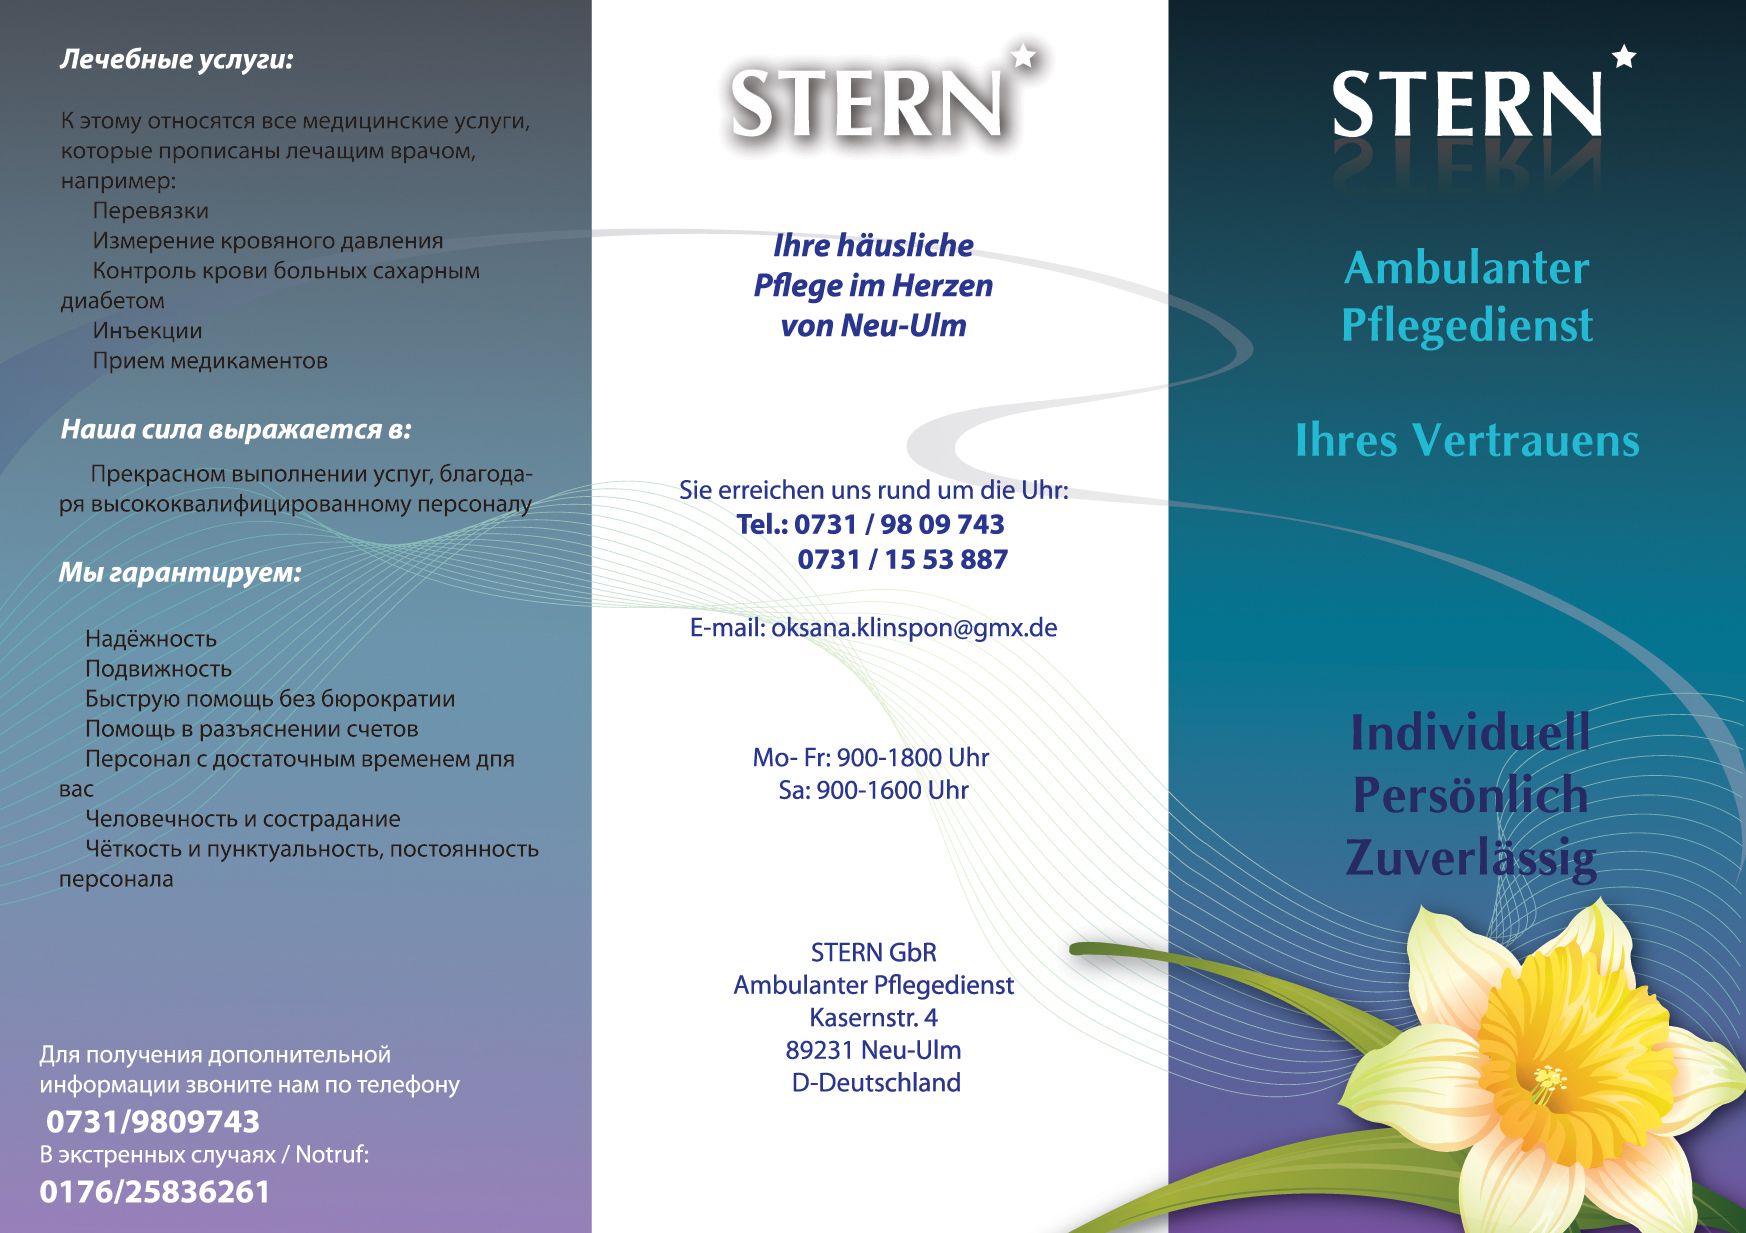 Лечебные услуги:
К этому относятся все медицинские услуги,
которые прописаны лечащим врачом,
например:
Перевязки
Измерение кровяного давления
Контроль крови больных сахарным
диабетом
Инъекции
Прием медикаментов
Наша сила выражается в:
Прекрасном выполнении успуг, благода-
ря высококвалифицированному персоналу
Мы гарантируем:
Надёжность
Подвижность
Быструю помощь без бюрократии
Помощь в разъяснении счетов
Персонал с достаточным временем дпя
вас
Человечность и сострадание
Чёткость и пунктуальность, постоянность
персонала
Для получения дополнительной
информации звоните нам по телефону
0731/9809743
В экстренных случаях / Notruf:
0176/25836261
STERN
Ihre häusliche
Pflege im Herzen
von Neu-Ulm
Sie erreichen uns rund um die Uhr:
Tel.: 0731 / 98 09 743
0731 / 15 53 887
E-mail: oksana.klinspon@gmx.de
Mo- Fr: 900-1800 Uhr
Sa: 900-1600 Uhr
STERN GbR
Ambulanter Pflegedienst
Kasernstr. 4
89231 Neu-Ulm
D-Deutschland
STERN
Ambulanter
Pflegedienst
Ihres Vertrauens
Individuell
Persönlich
Zuverlässig